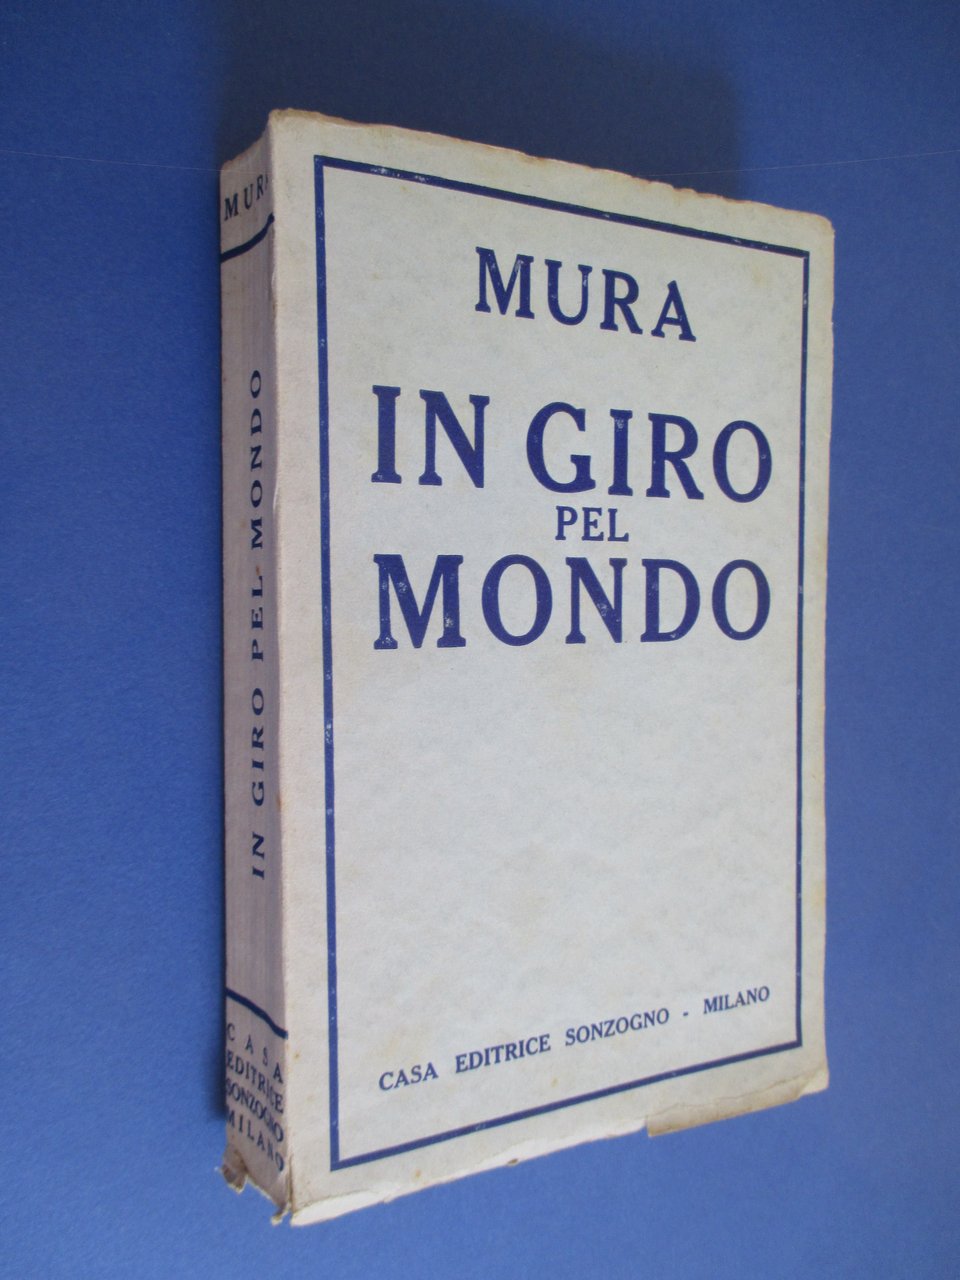 MURA
IN GIRO
PEL
MONDO
CASA EDITRICE SONZOGNO - MILANO
MURA
IN GIRO PEL MONDO
CASA
EDITRICE
SONZOGNO
MILANO